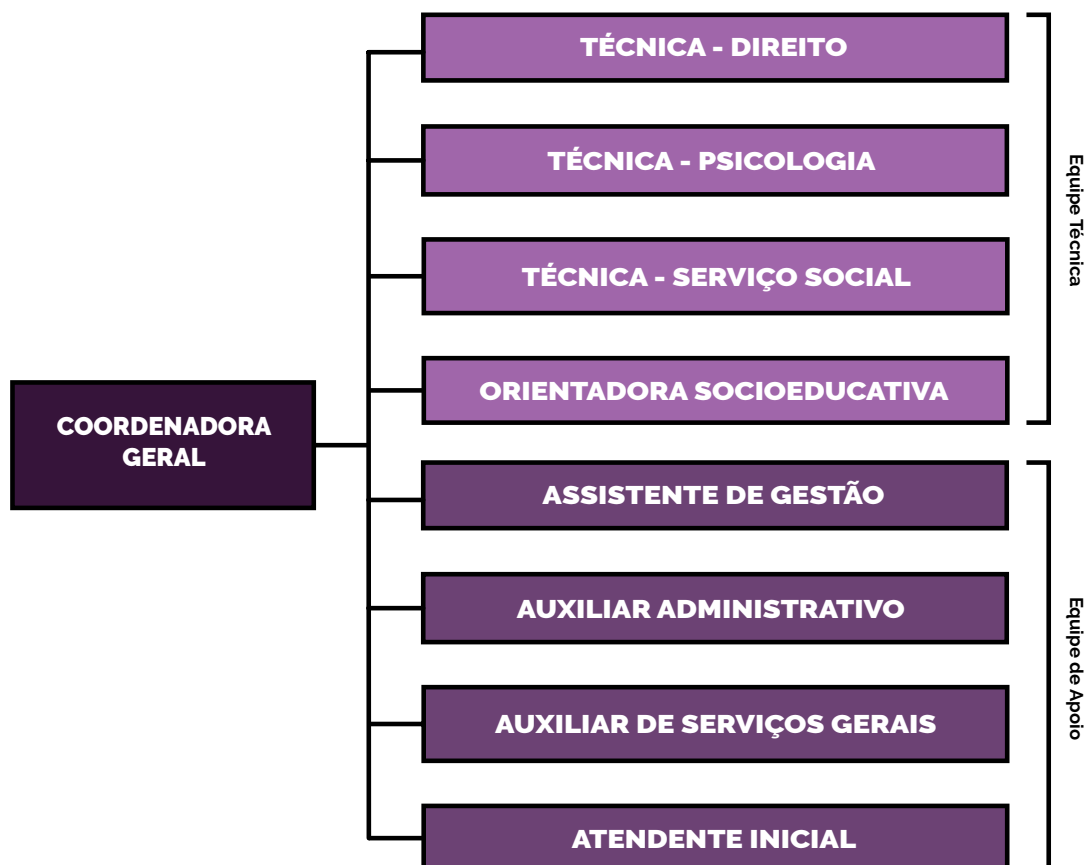 TÉCNICA - DIREITO
TÉCNICA - PSICOLOGIA
TÉCNICA - SERVIÇO SOCIAL
ORIENTADORA SOCIOEDUCATIVA
Equipe Técnica
COORDENADORA
GERAL
ASSISTENTE DE GESTÃO
AUXILIAR ADMINISTRATIVO
AUXILIAR DE SERVIÇOS GERAIS
ATENDENTE INICIAL
Equipe de Apoio